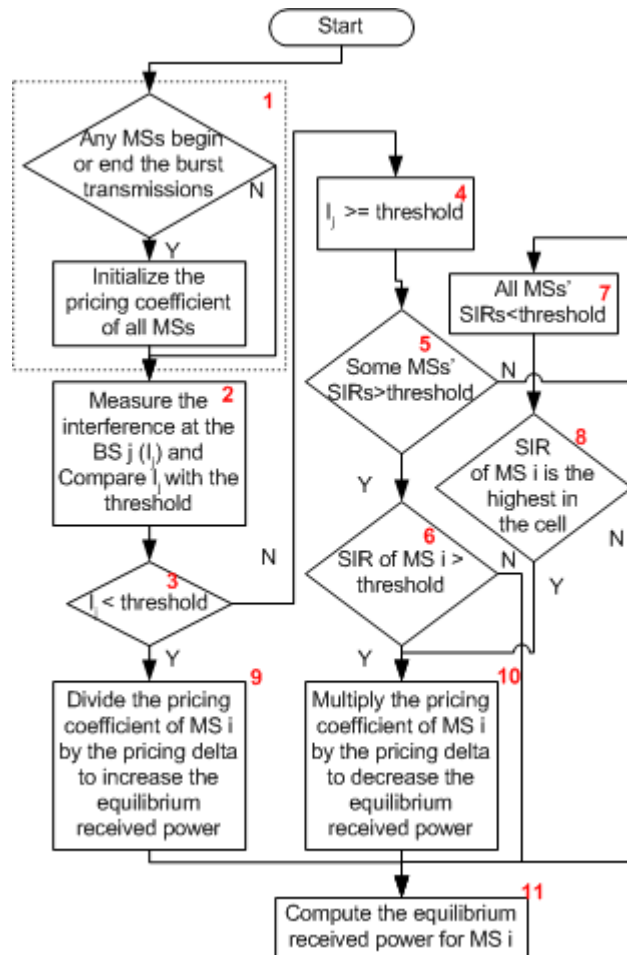 Start
1
Any MSs begin
or end the burst
transmissions
N
Y
Initialize the
pricing coefficient
of all MSs
2
Measure the
interference at the
BS j (Ij) and
Compare Ij with the
threshold
3
Ij < threshold
N
Y
4
Ij >= threshold
5
Some MSs'
SIRs>threshold
N
Y
6
SIR of MS i >
threshold
N
Y
7
All MSs'
SIRs<threshold
8
SIR
of MS i is the
highest in
the cell
N
Y
9
Divide the pricing
coefficient of MS i
by the pricing delta
to increase the
equilibrium
received power
10
Multiply the pricing
coefficient of MS i
by the pricing delta
to decrease the
equilibrium
received power
11
Compute the equilibrium
received power for MS i